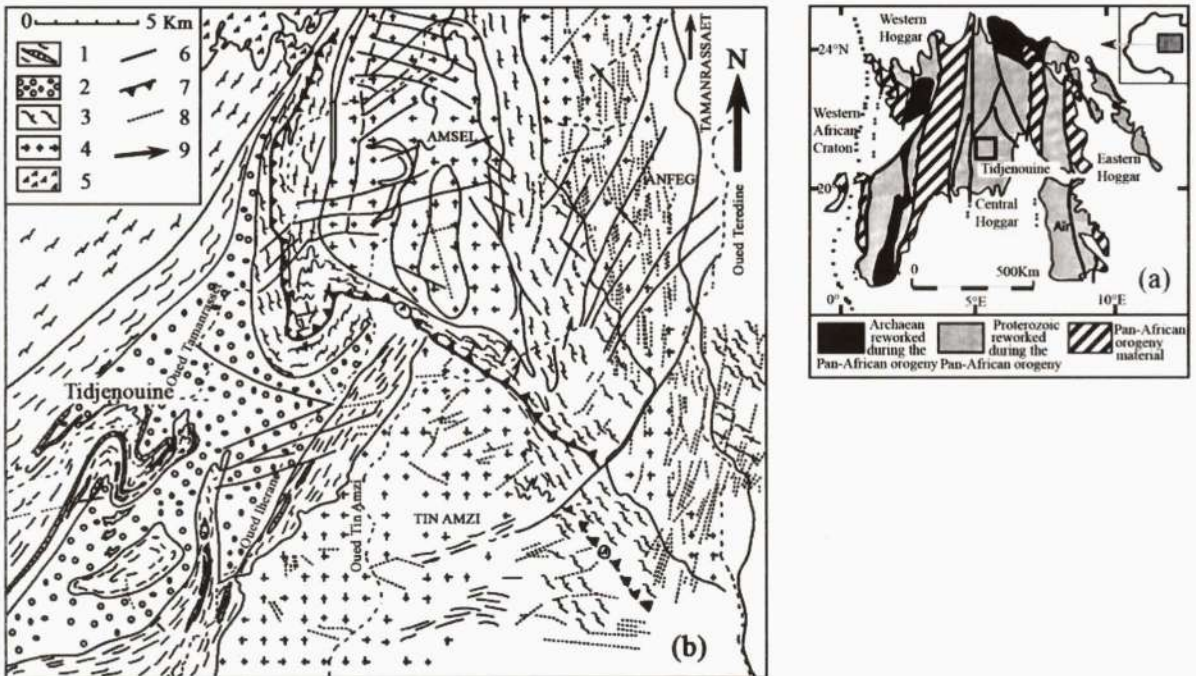 0 5 Km
1
2
3
4
5
6
7
8
9
N
TAMANRASSAET
Oued Teredine
AMSEL
ANFEG
Oued Tamanrasset
Tidjenouine
Oued Iherane
Oued Tin Amzi
TIN AMZI
(b)
Western
Hoggar
24°N
Western
African
Craton
Tidjenouine
20°
Eastern
Hoggar
Central
Hoggar
Air
0 500Km
(a)
0° 5°E 10°E
Archaean
reworked
during the
Pan-African orogeny
Proterozoic
reworked
during the
Pan-African orogeny
Pan-African
orogeny
material